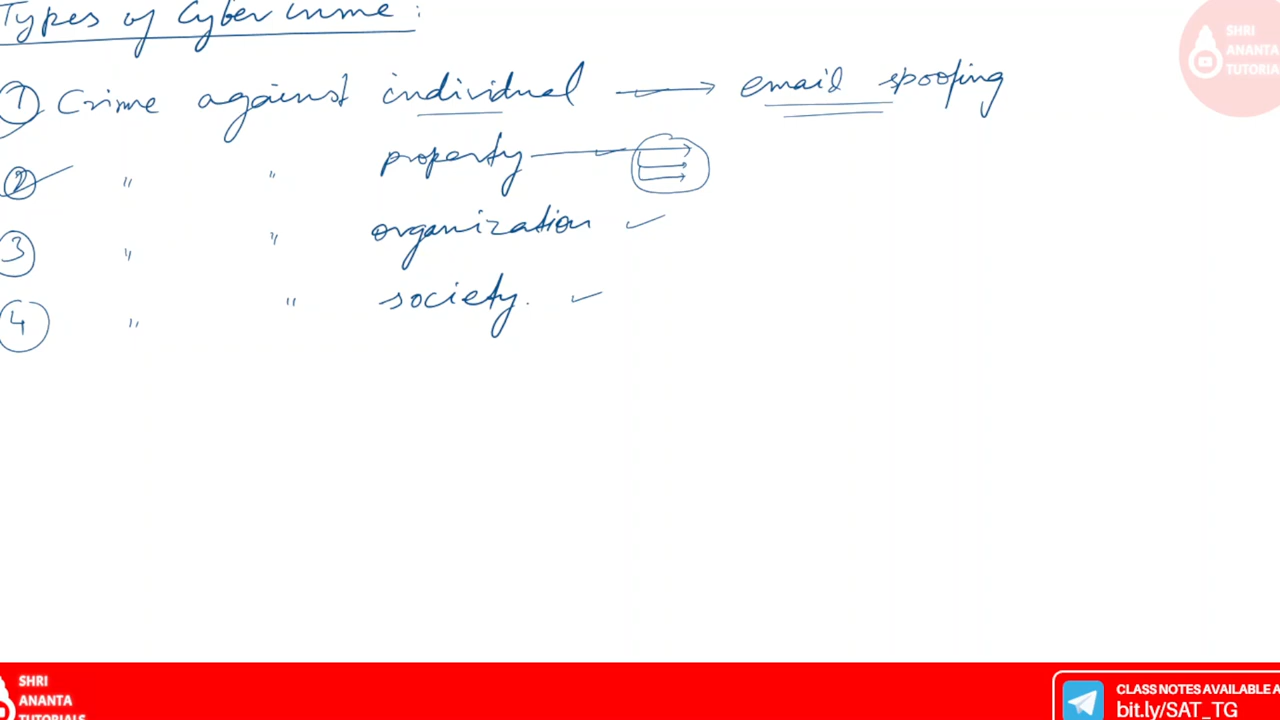 Types of Cyber Crime :
① Crime against individual → email spoofing
② " " property →
③ " " organization ✓
④ " " society. ✓
SHRI
ANANTA
TUTORIALS
SHRI
ANANTA
TUTORIALS
CLASS NOTES AVAILABLE A
bit.ly/SAT_TG